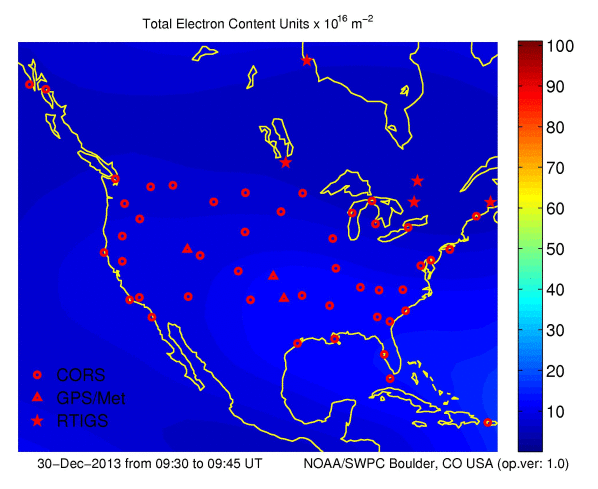 Total Electron Content Units x 10^16 m^-2
100
90
80
70
60
50
40
30
20
10
CORS
GPS/Met
RTIGS
30-Dec-2013 from 09:30 to 09:45 UT NOAA/SWPC Boulder, CO USA (op.ver: 1.0)